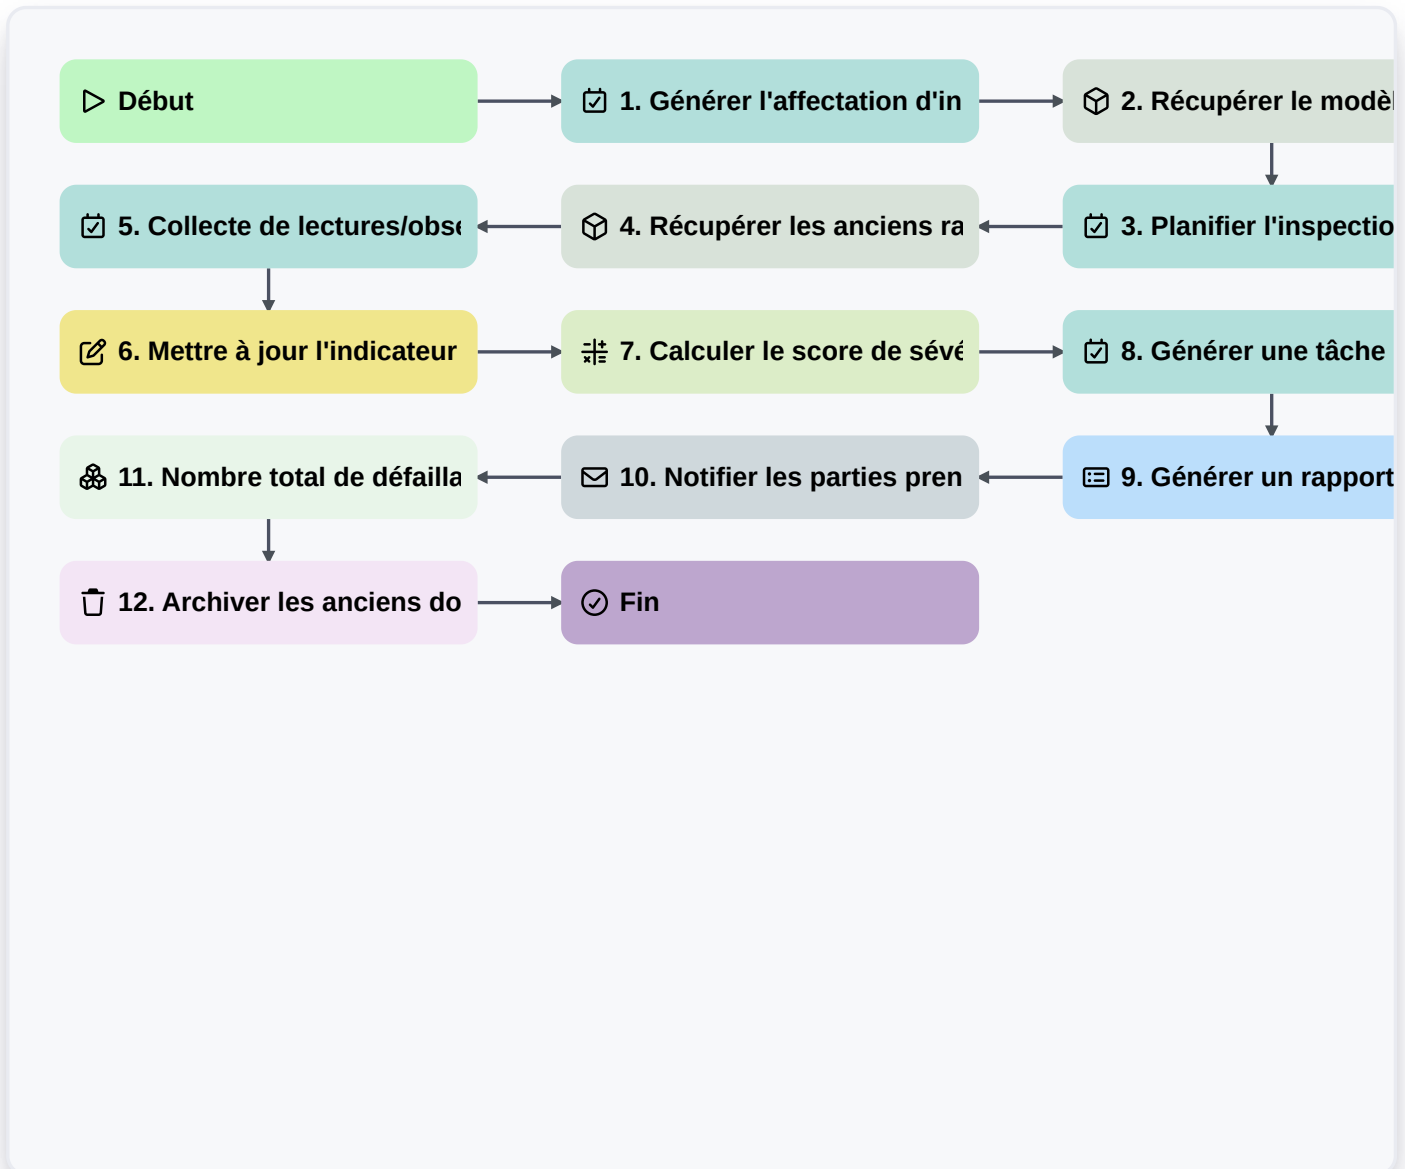 Début
1. Générer l'affectation d'in
2. Récupérer le modèl
5. Collecte de lectures/obse
4. Récupérer les anciens ra
3. Planifier l'inspectio
6. Mettre à jour l'indicateur
7. Calculer le score de sévé
8. Générer une tâche
11. Nombre total de défailla
10. Notifier les parties pren
9. Générer un rapport
12. Archiver les anciens do
Fin